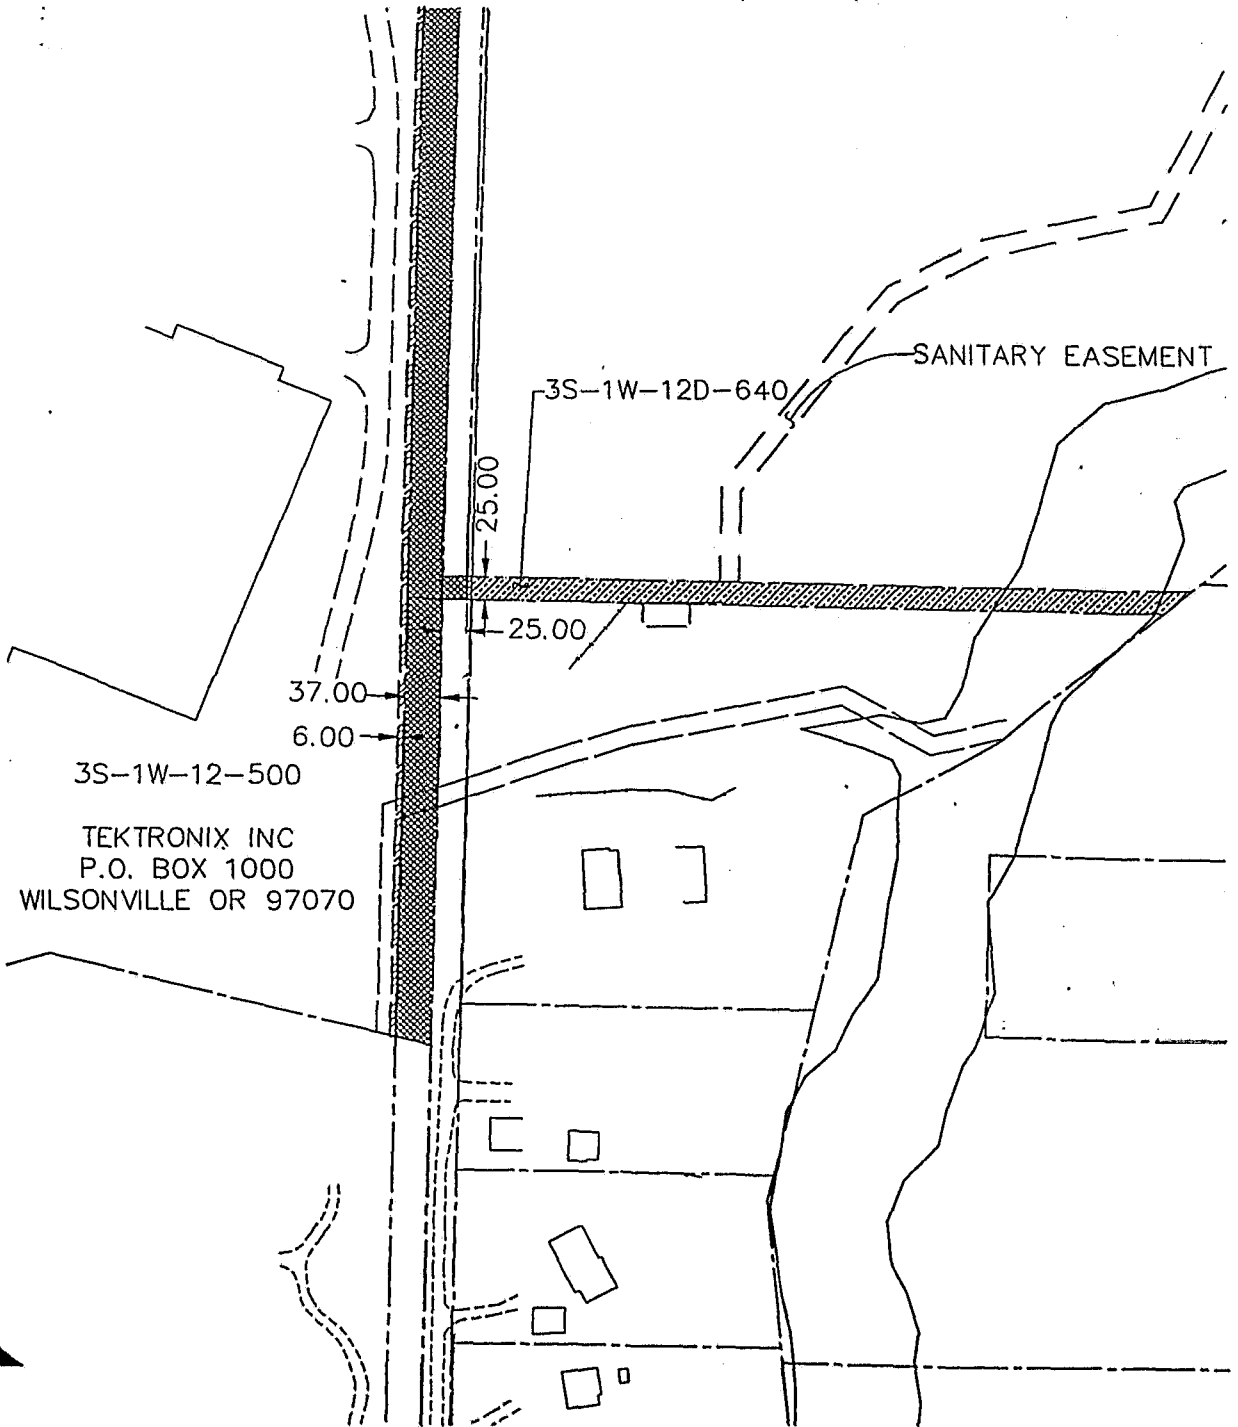 SANITARY EASEMENT
3S-1W-12D-640
25.00
25.00
37.00
6.00
3S-1W-12-500
TEKTRONIX INC
P.O. BOX 1000
WILSONVILLE OR 97070